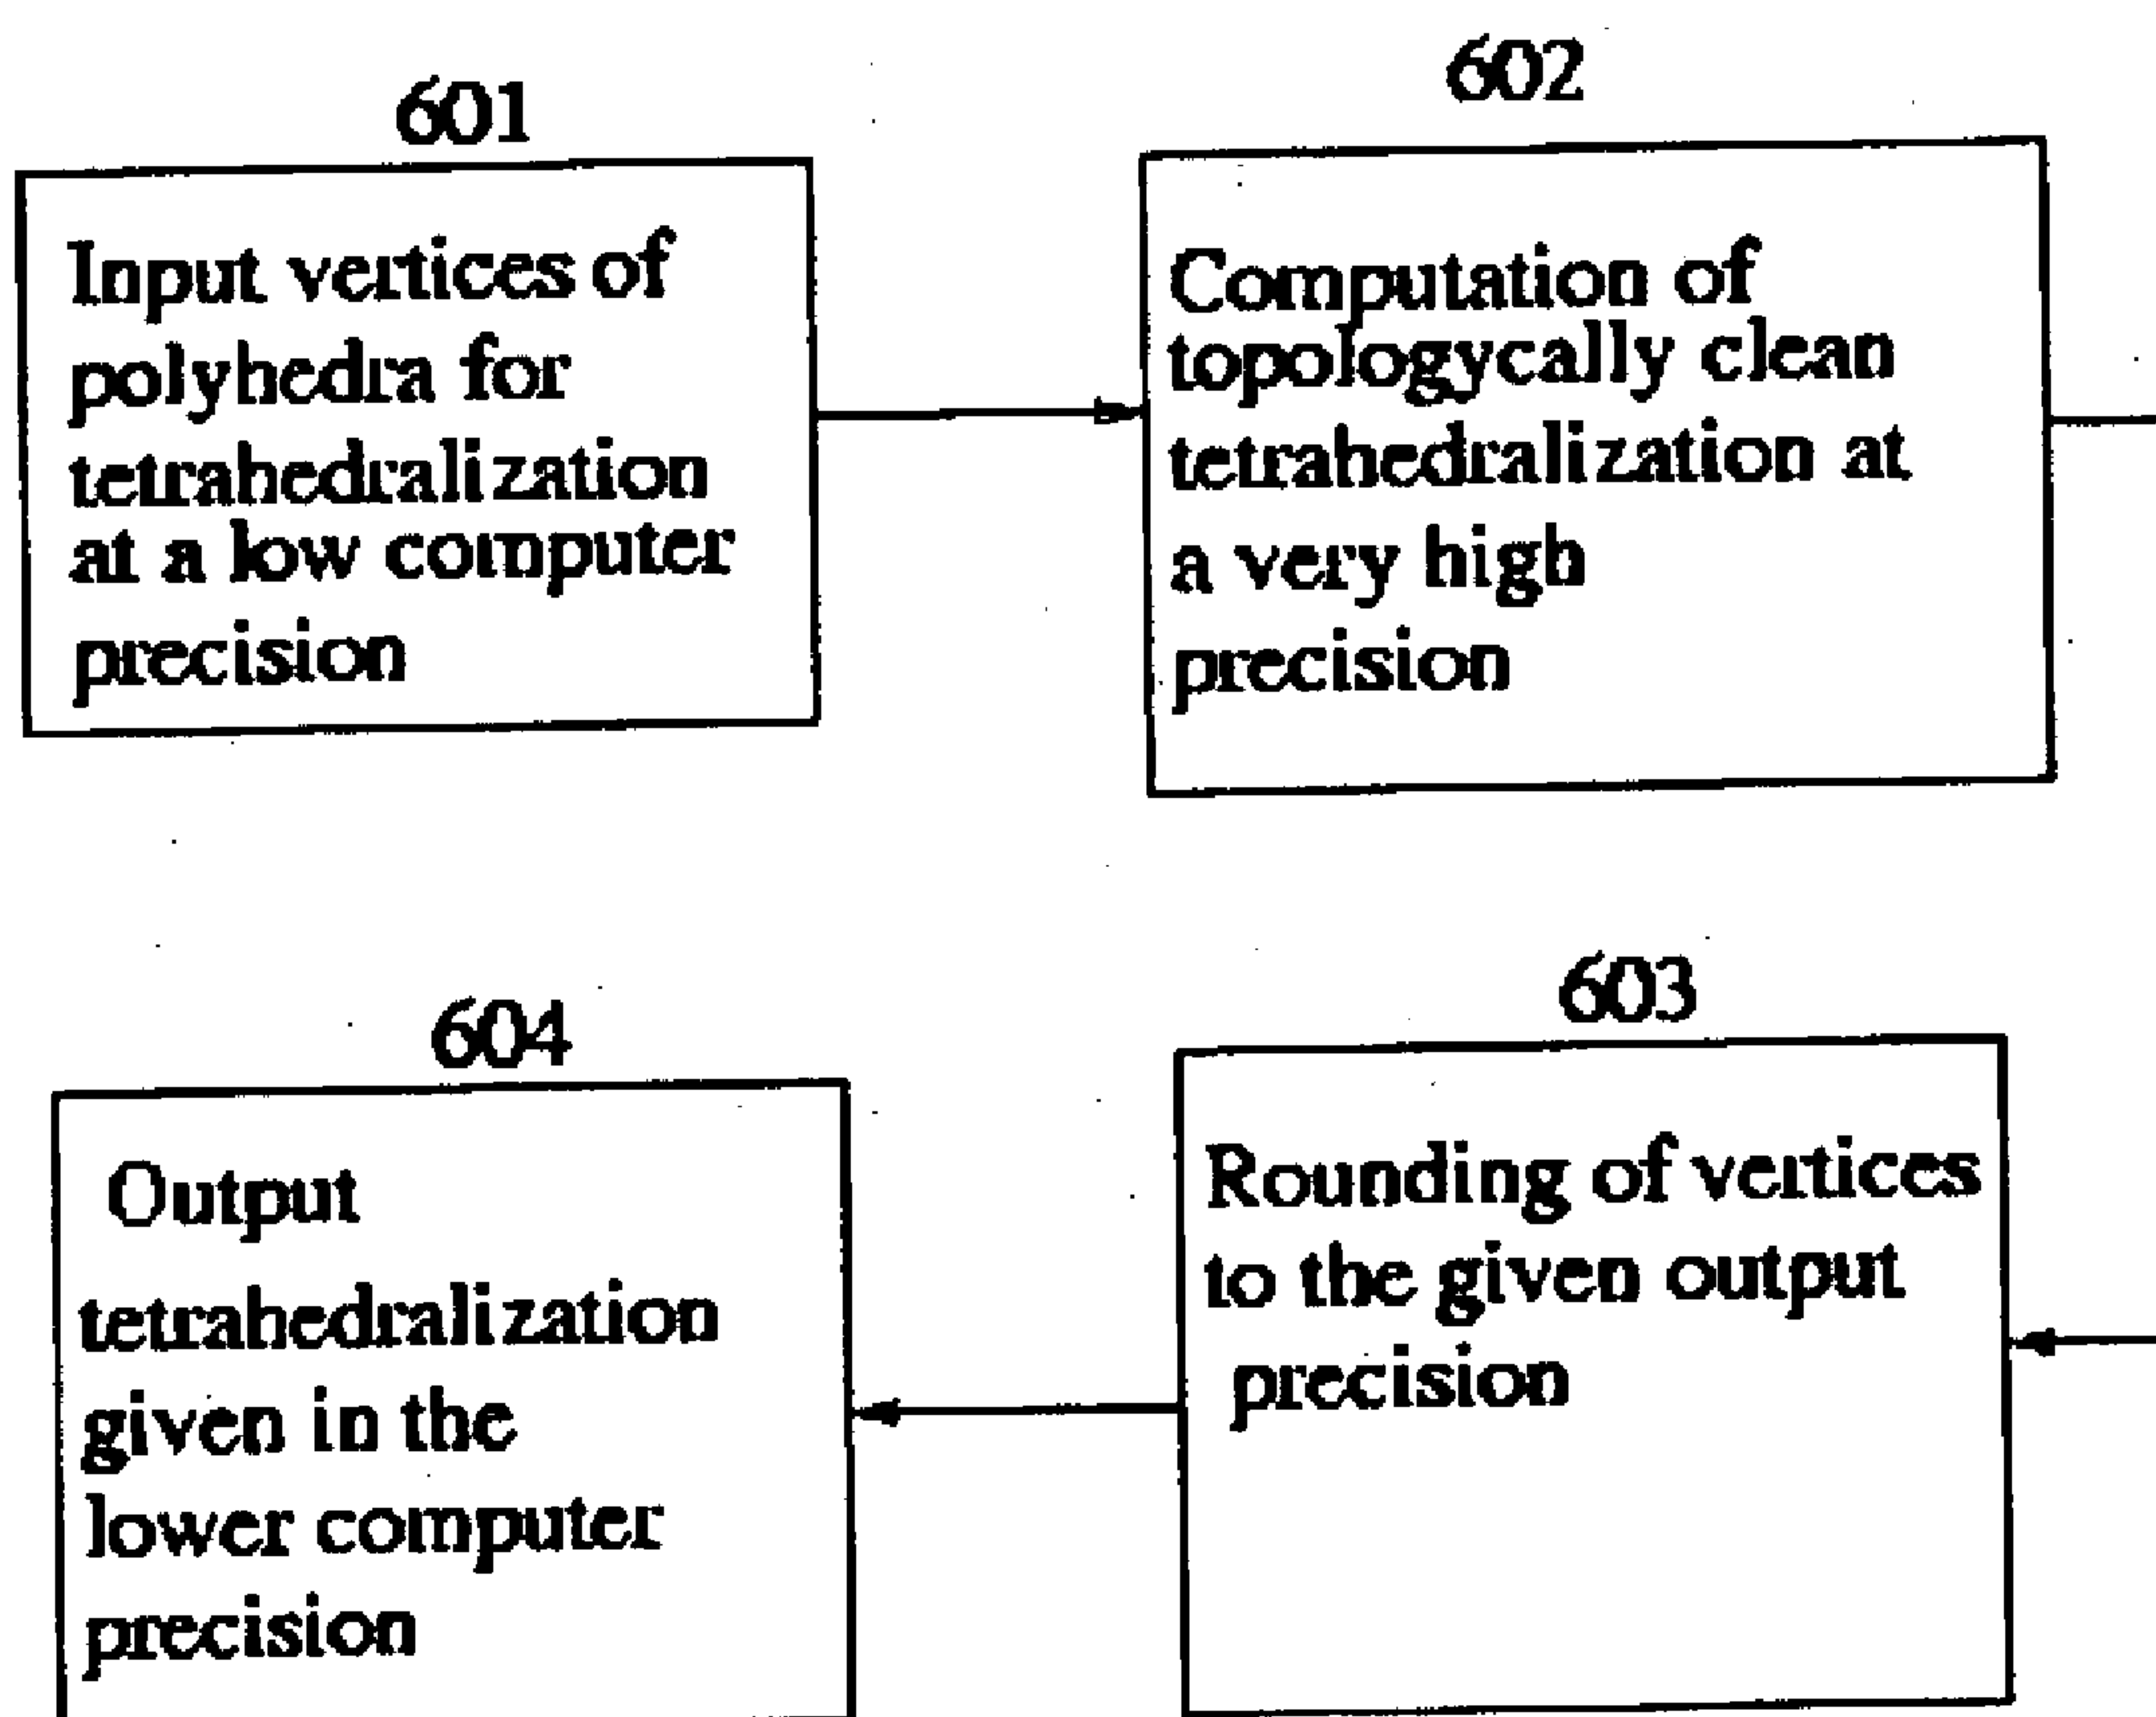 601
Input vertices of
polyhedra for
tetrahedralization
at a low computer
precision
602
Computation of
topologycally clean
tetrahedralization at
a very high
precision
603
Rounding of vertices
to the given output
precision
604
Output
tetrahedralization
given in the
lower computer
precision